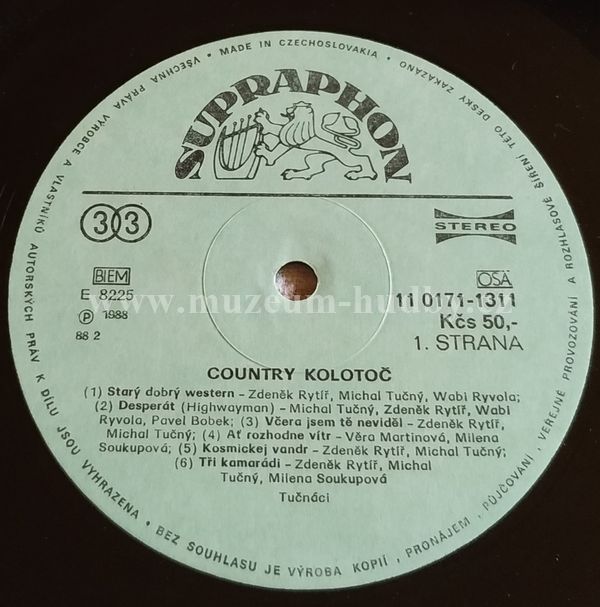 VŠECHNA PRÁVA VÝROBCE A VLASTNÍKŮ AUTORSKÝCH PRÁV K DÍLU JSOU VYHRAZENA • BEZ SOUHLASU JE VÝROBA KOPIÍ, PRONÁJEM, PŮJČOVÁNÍ, VEŘEJNÉ PROVOZOVÁNÍ A ROZHLASOVÉ ŠÍŘENÍ TÉTO DESKY ZAKÁZÁNO • MADE IN CZECHOSLOVAKIA •
SUPRAPHON
33
STEREO
BIEM
OSA
E 8225
11 0171-1311
www.muzeum-hudby.cz
Ⓟ 1988
Kčs 50,-
88 2
1. STRANA
COUNTRY KOLOTOČ
(1) Starý dobrý western – Zdeněk Rytíř, Michal Tučný, Wabi Ryvola;
(2) Desperát (Highwayman) – Michal Tučný, Zdeněk Rytíř, Wabi
Ryvola, Pavel Bobek; (3) Včera jsem tě neviděl – Zdeněk Rytíř,
Michal Tučný; (4) Ať rozhodne vítr – Věra Martinová, Milena
Soukupová; (5) Kosmickej vandr – Zdeněk Rytíř, Michal Tučný;
(6) Tři kamarádi – Zdeněk Rytíř, Michal
Tučný, Milena Soukupová
Tučňáci